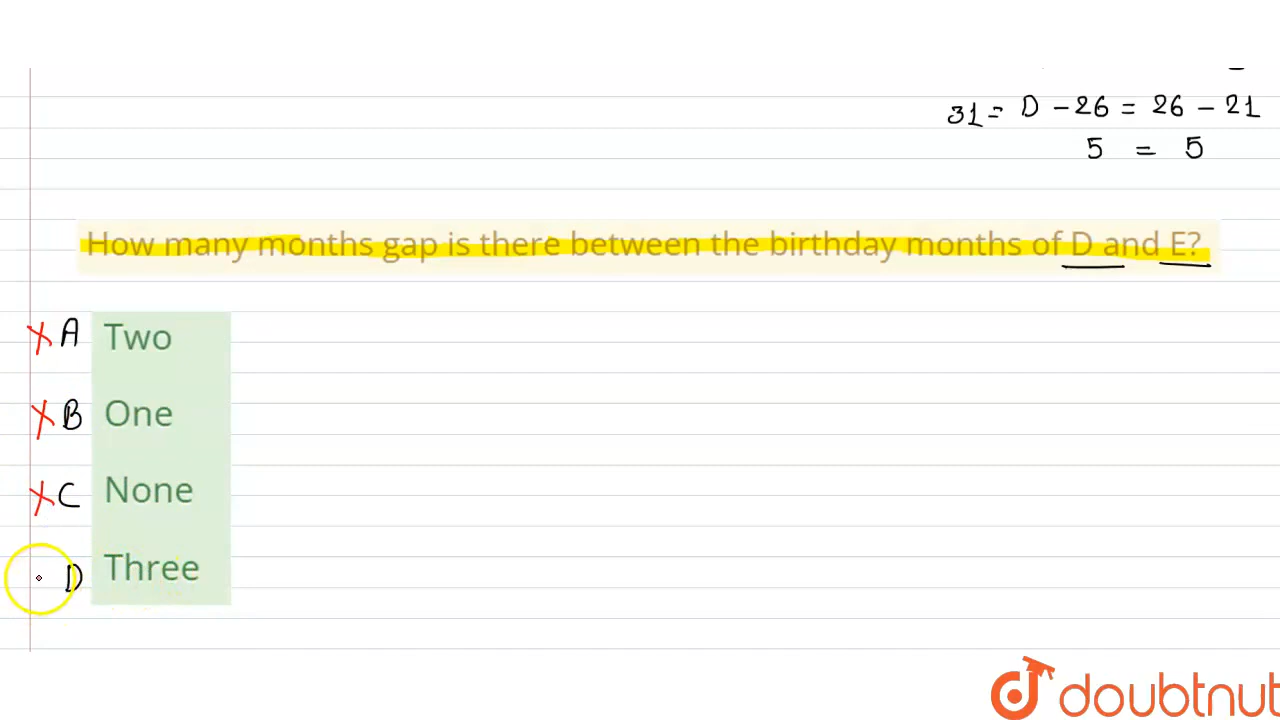 31 = D - 26 = 26 - 21
5 = 5
How many months gap is there between the birthday months of D and E?
X A Two
X B One
X C None
D Three
doubtnut